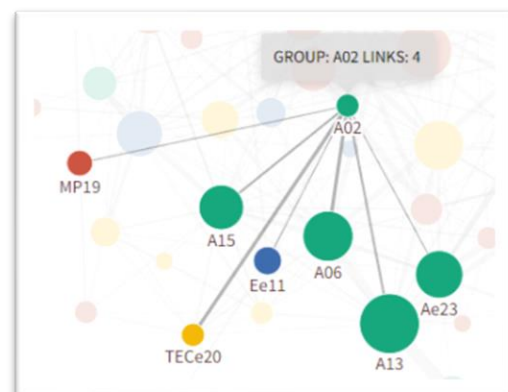 GROUP: A02 LINKS: 4
A02
MP19
A15
A06
Ee11
Ae23
TECe20
A13